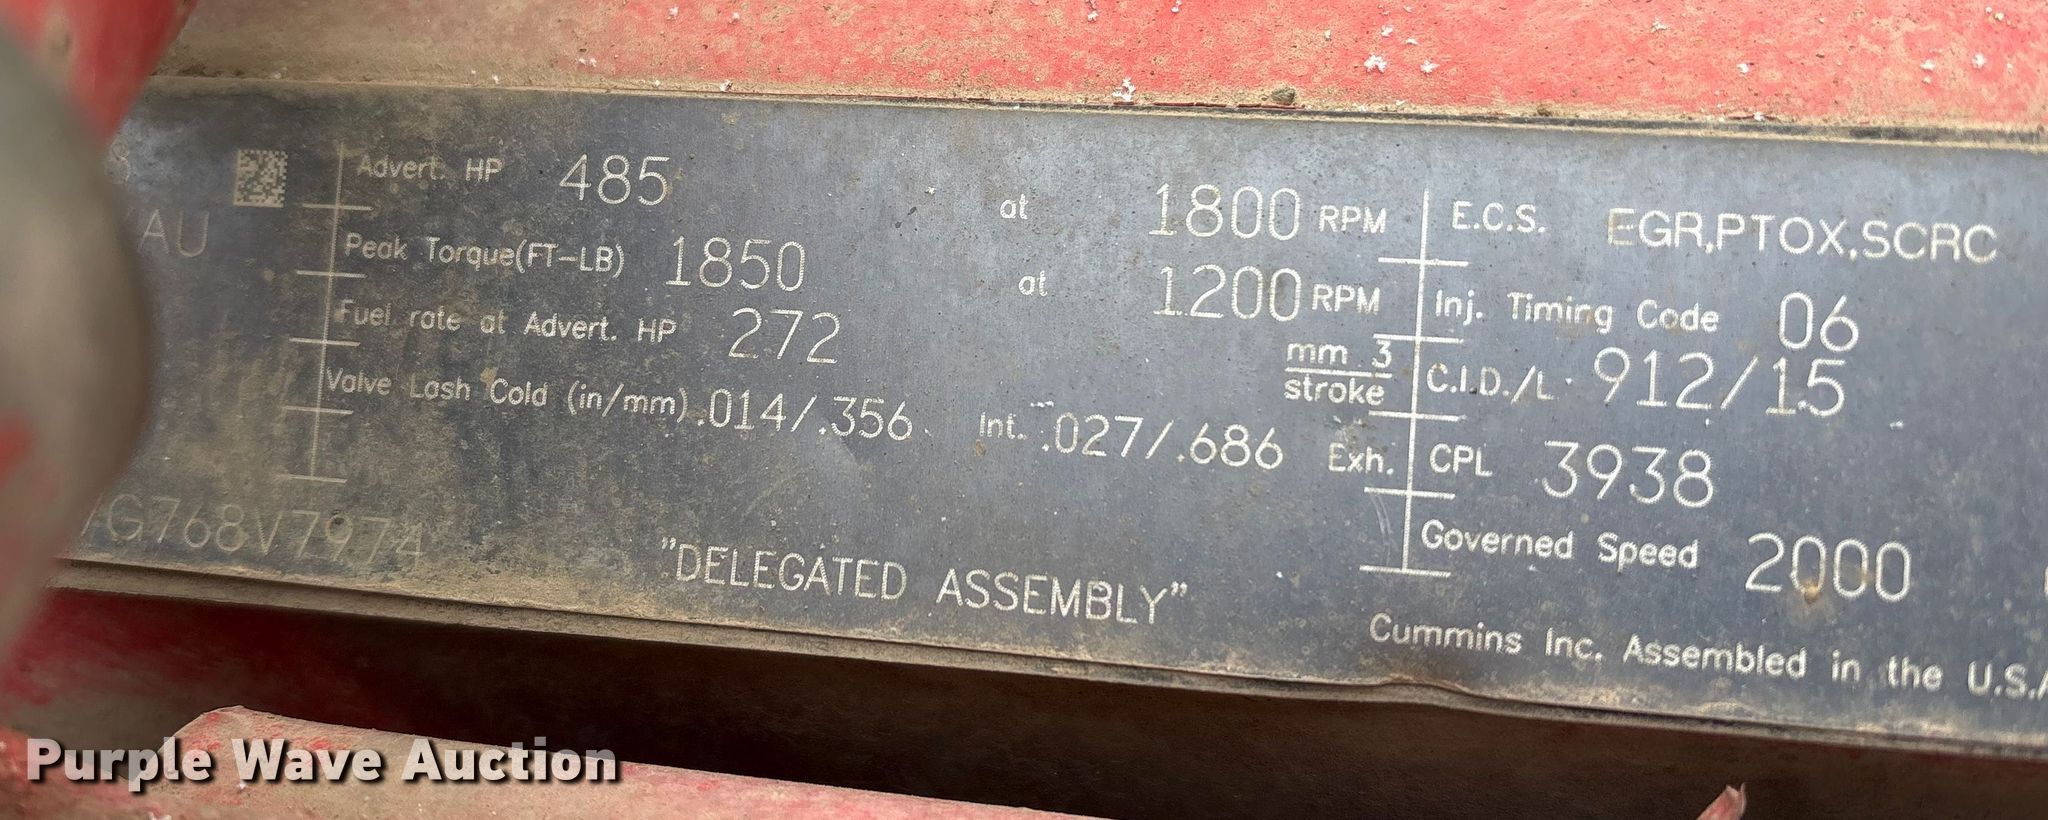 Advert. HP 485 at 1800 RPM
Peak Torque(FT-LB) 1850 at 1200 RPM
Fuel rate at Advert. HP 272 mm 3
stroke
Valve Lash Cold (in/mm) .014/.356 Int. .027/.686 Exh.
E.C.S. EGR,PTOX,SCRC
Inj. Timing Code 06
C.I.D./L 912/15
CPL 3938
Governed Speed 2000
AU
G768V7974
"DELEGATED ASSEMBLY"
Cummins Inc. Assembled in the U.S.
Purple Wave Auction